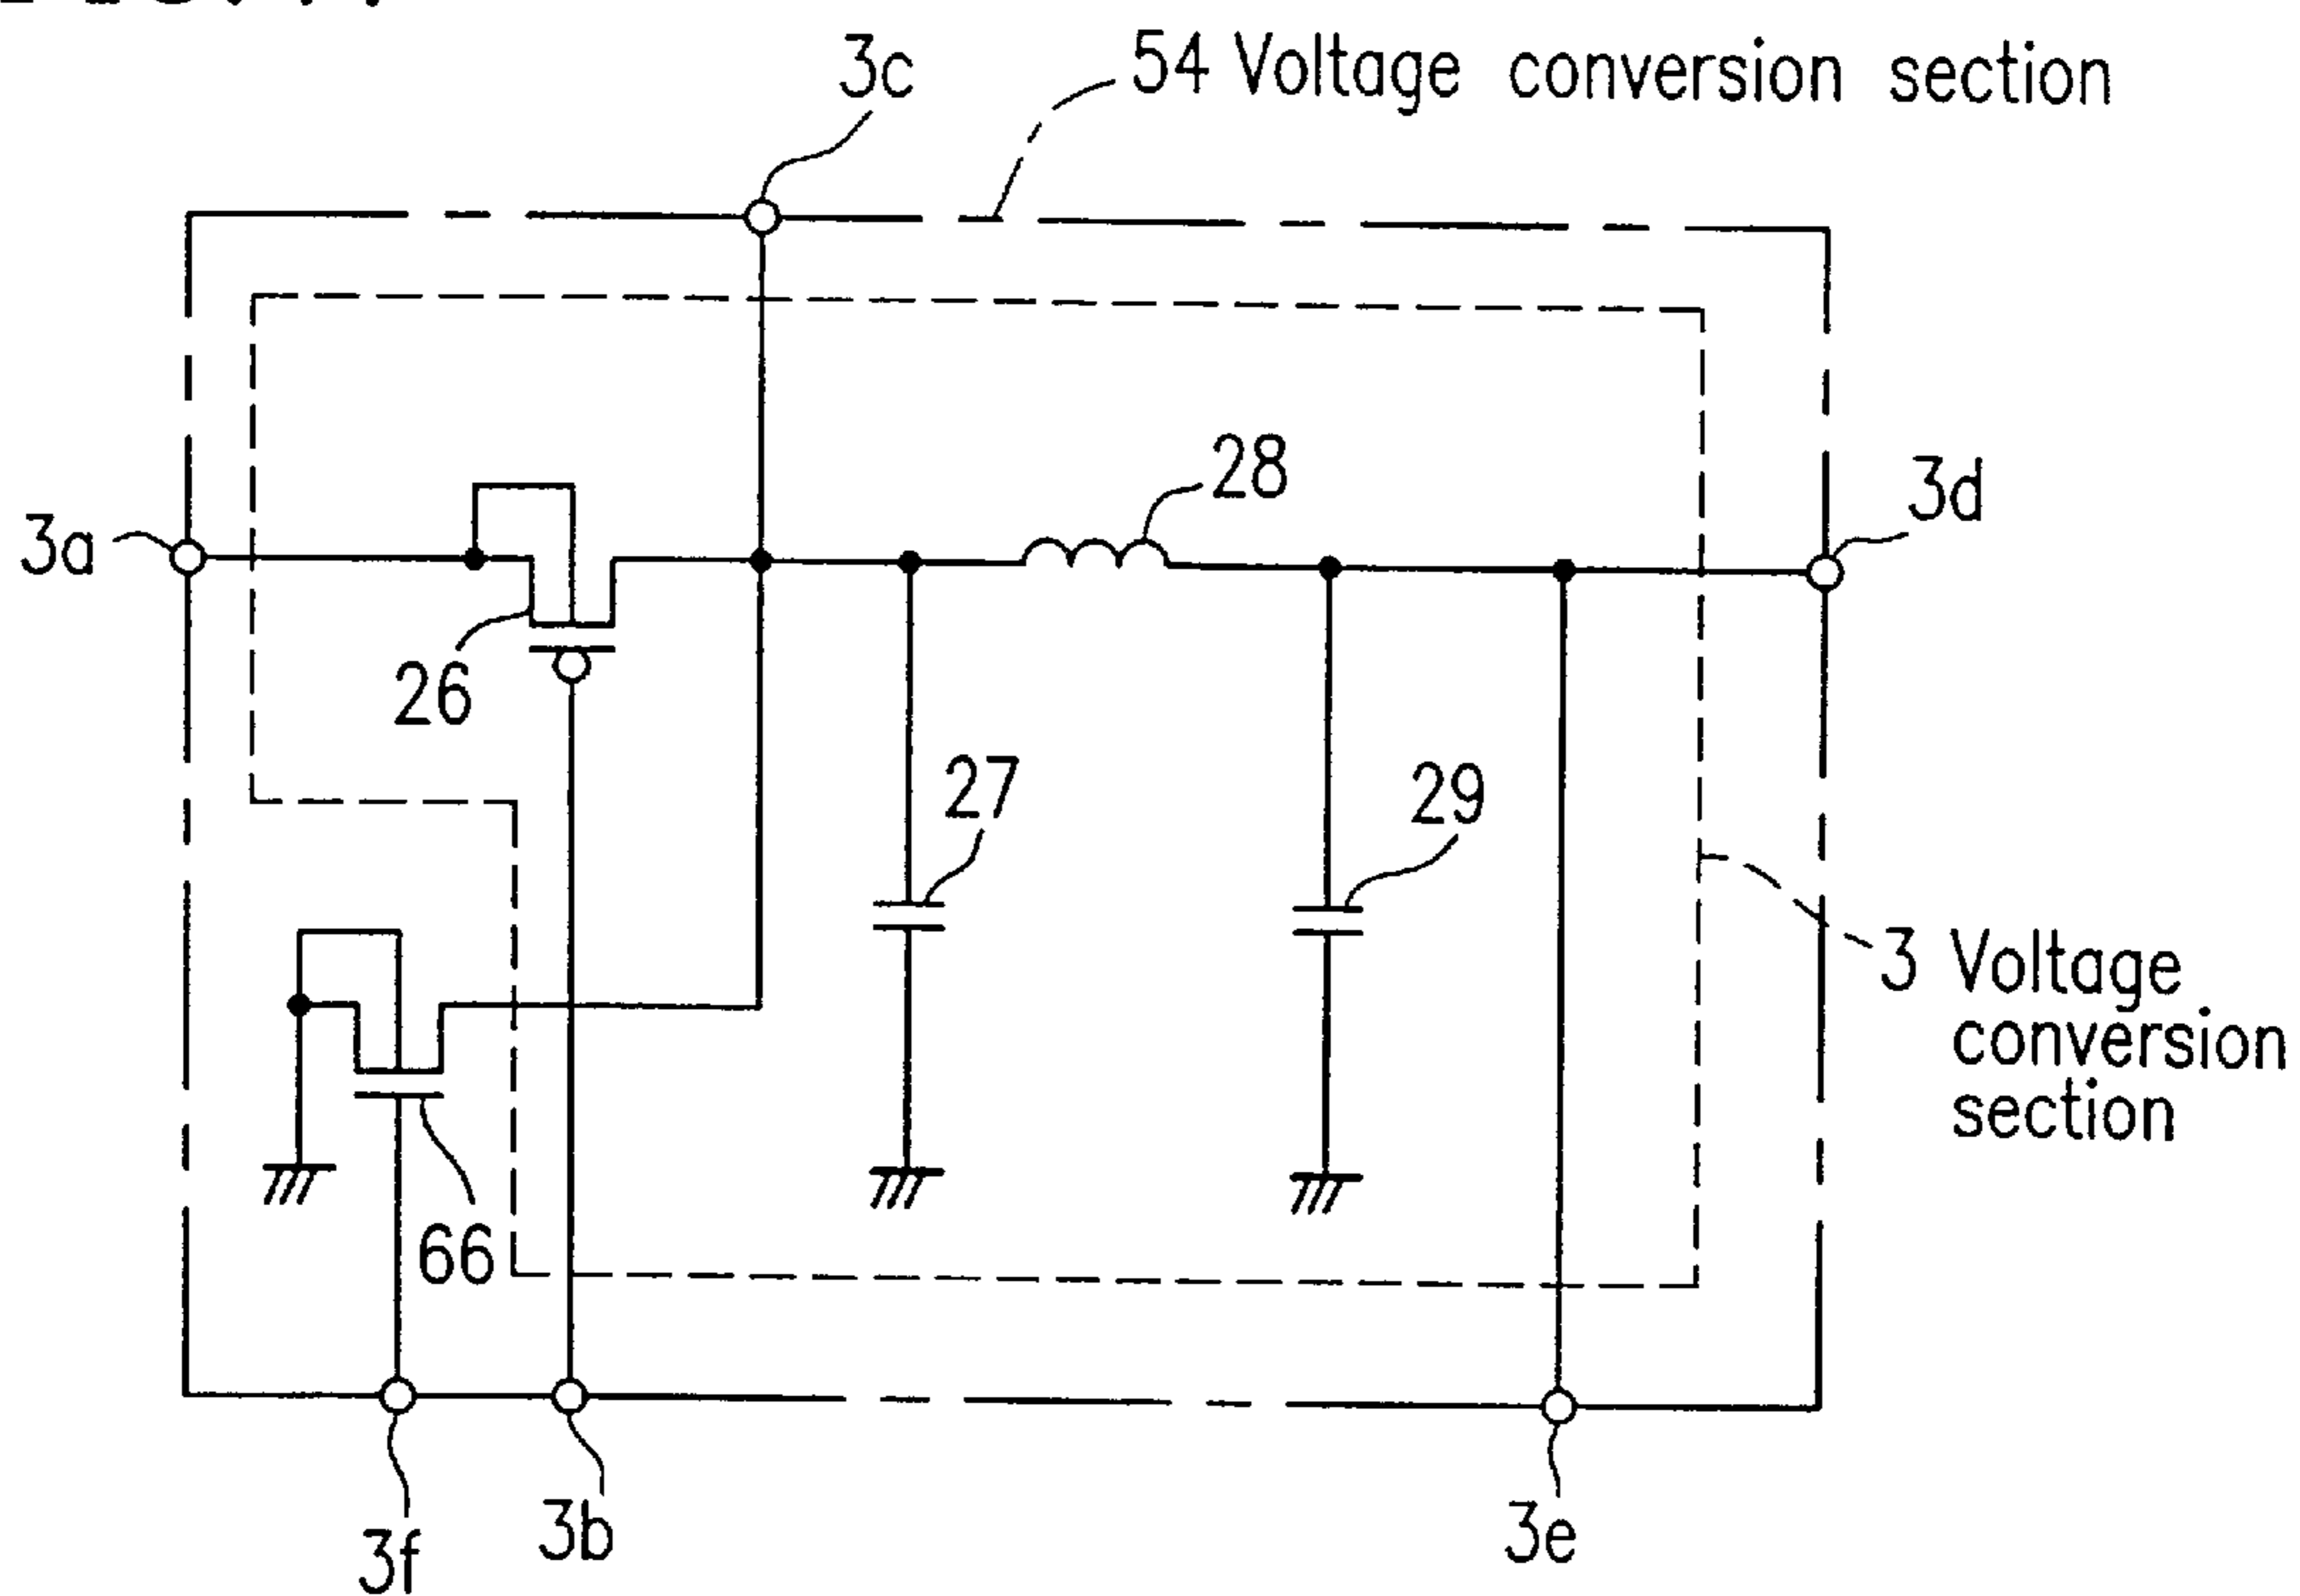 3c
54 Voltage conversion section
28
3a
3d
26
27
29
3 Voltage
conversion
section
66
3f
3b
3e